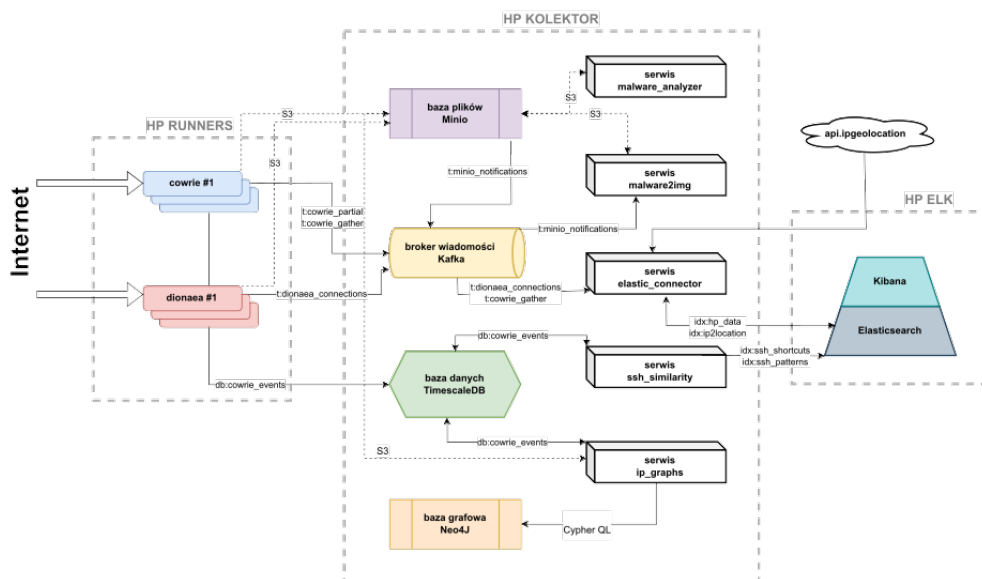 HP KOLEKTOR
serwis
malware_analyzer
S3
baza plików
Minio
S3
S3
HP RUNNERS
api.ipgeolocation
S3
cowrie #1
t:minio_notifications
serwis
malware2img
Internet
t:cowrie_partial
t:cowrie_gather
HP ELK
t:minio_notifications
broker wiadomości
Kafka
serwis
elastic_connector
Kibana
dionaea #1
t:dionaea_connections
t:dionaea_connections
t:cowrie_gather
idx:hp_data
idx:ip2location
Elasticsearch
db:cowrie_events
serwis
ssh_similarity
idx:ssh_shortcuts
idx:ssh_patterns
baza danych
TimescaleDB
db:cowrie_events
db:cowrie_events
S3
serwis
ip_graphs
baza grafowa
Neo4J
Cypher QL